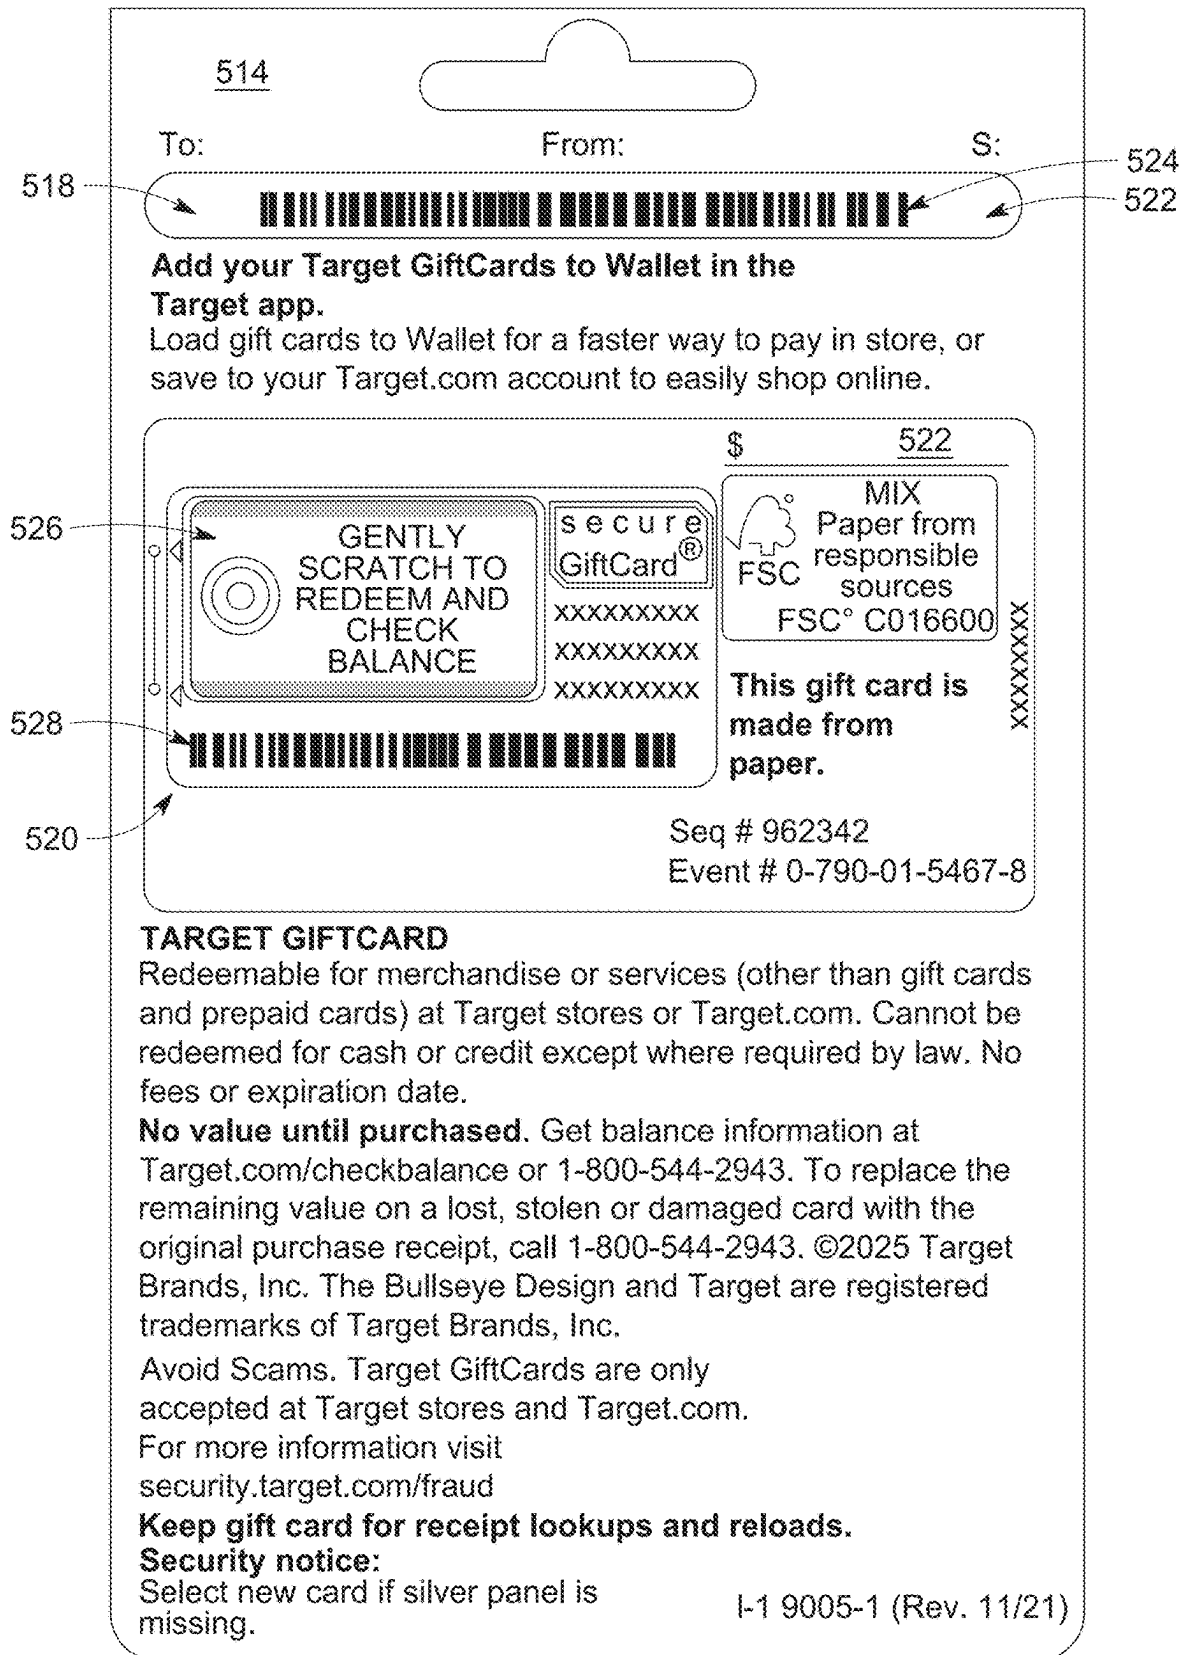 514
To: From: S:
524
518
522
Add your Target GiftCards to Wallet in the
Target app.
Load gift cards to Wallet for a faster way to pay in store, or
save to your Target.com account to easily shop online.
$ 522
526
GENTLY
SCRATCH TO
REDEEM AND
CHECK
BALANCE
secure
GiftCard®
XXXXXXXXX
XXXXXXXXX
XXXXXXXXX
FSC
MIX
Paper from
responsible
sources
FSC° C016600
XXXXXXXXX
This gift card is
made from
paper.
528
520
Seq # 962342
Event # 0-790-01-5467-8
TARGET GIFTCARD
Redeemable for merchandise or services (other than gift cards
and prepaid cards) at Target stores or Target.com. Cannot be
redeemed for cash or credit except where required by law. No
fees or expiration date.
No value until purchased. Get balance information at
Target.com/checkbalance or 1-800-544-2943. To replace the
remaining value on a lost, stolen or damaged card with the
original purchase receipt, call 1-800-544-2943. ©2025 Target
Brands, Inc. The Bullseye Design and Target are registered
trademarks of Target Brands, Inc.
Avoid Scams. Target GiftCards are only
accepted at Target stores and Target.com.
For more information visit
security.target.com/fraud
Keep gift card for receipt lookups and reloads.
Security notice:
Select new card if silver panel is
missing.
I-1 9005-1 (Rev. 11/21)